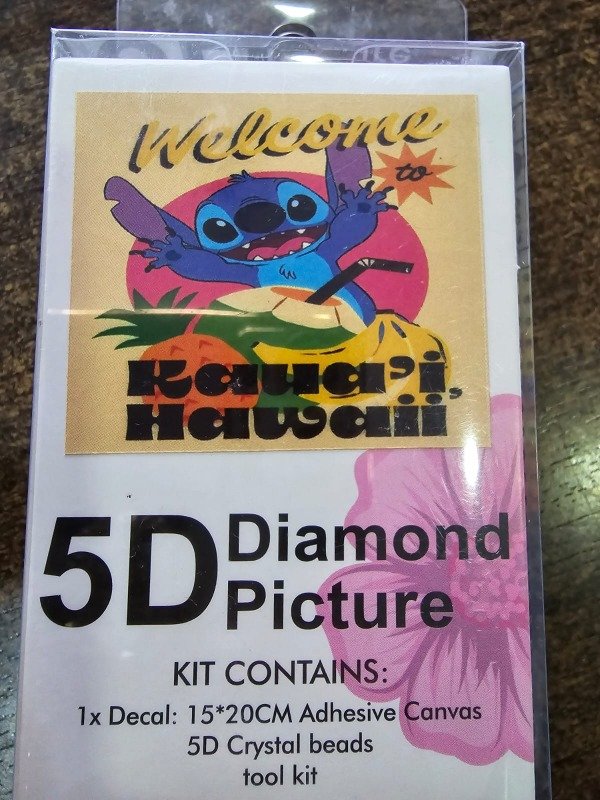 Welcome
to
Kaua'i,
Hawaii
5D Diamond
Picture
KIT CONTAINS:
1x Decal: 15*20CM Adhesive Canvas
5D Crystal beads
tool kit